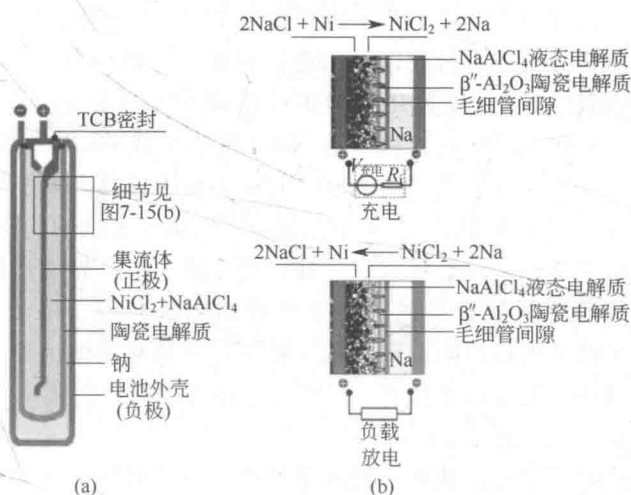 ⊖ ⊕
TCB密封
细节见
图7-15(b)
集流体
(正极)
NiCl₂+NaAlCl₄
陶瓷电解质
钠
电池外壳
(负极)
(a)
2NaCl + Ni ⟶ NiCl₂ + 2Na
NaAlCl₄液态电解质
β″-Al₂O₃陶瓷电解质
毛细管间隙
Na
⊕ ⊖
V充电 R
充电
2NaCl + Ni ⟵ NiCl₂ + 2Na
NaAlCl₄液态电解质
β″-Al₂O₃陶瓷电解质
毛细管间隙
Na
⊕ ⊖
负载
放电
(b)